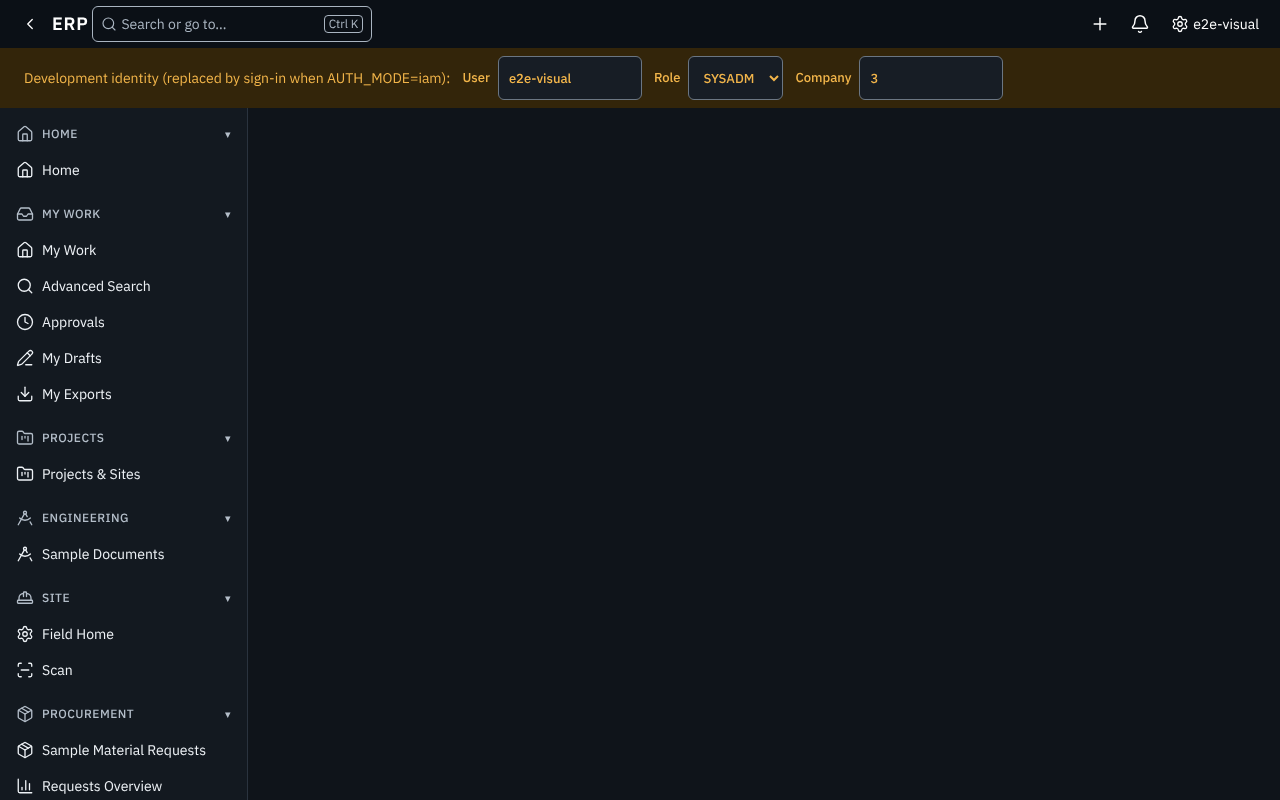 ERP
Search or go to...
Ctrl K
e2e-visual
Development identity (replaced by sign-in when AUTH_MODE=iam):
User
e2e-visual
Role
SYSADM
Company
3
HOME
Home
MY WORK
My Work
Advanced Search
Approvals
My Drafts
My Exports
PROJECTS
Projects & Sites
ENGINEERING
Sample Documents
SITE
Field Home
Scan
PROCUREMENT
Sample Material Requests
Requests Overview